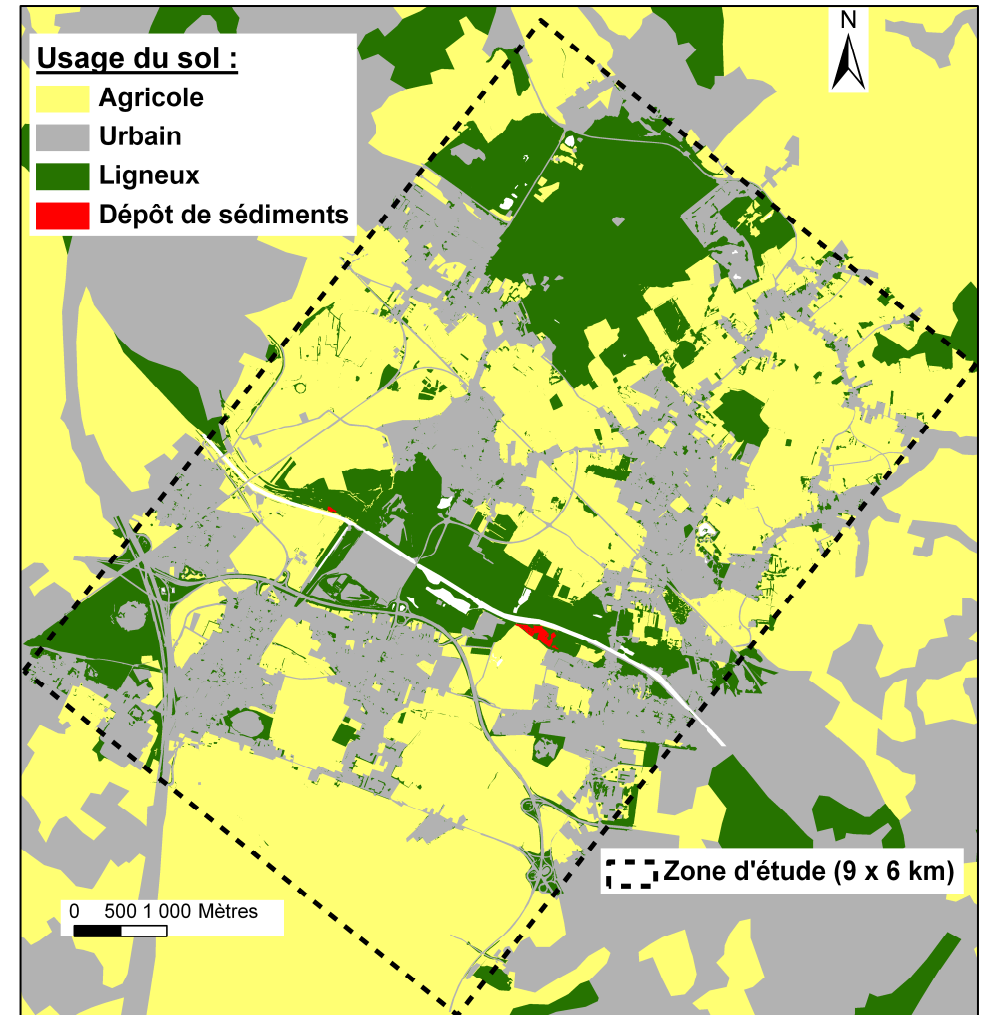 N
Usage du sol :
Agricole
Urbain
Ligneux
Dépôt de sédiments
Zone d'étude (9 x 6 km)
0 500 1 000 Mètres